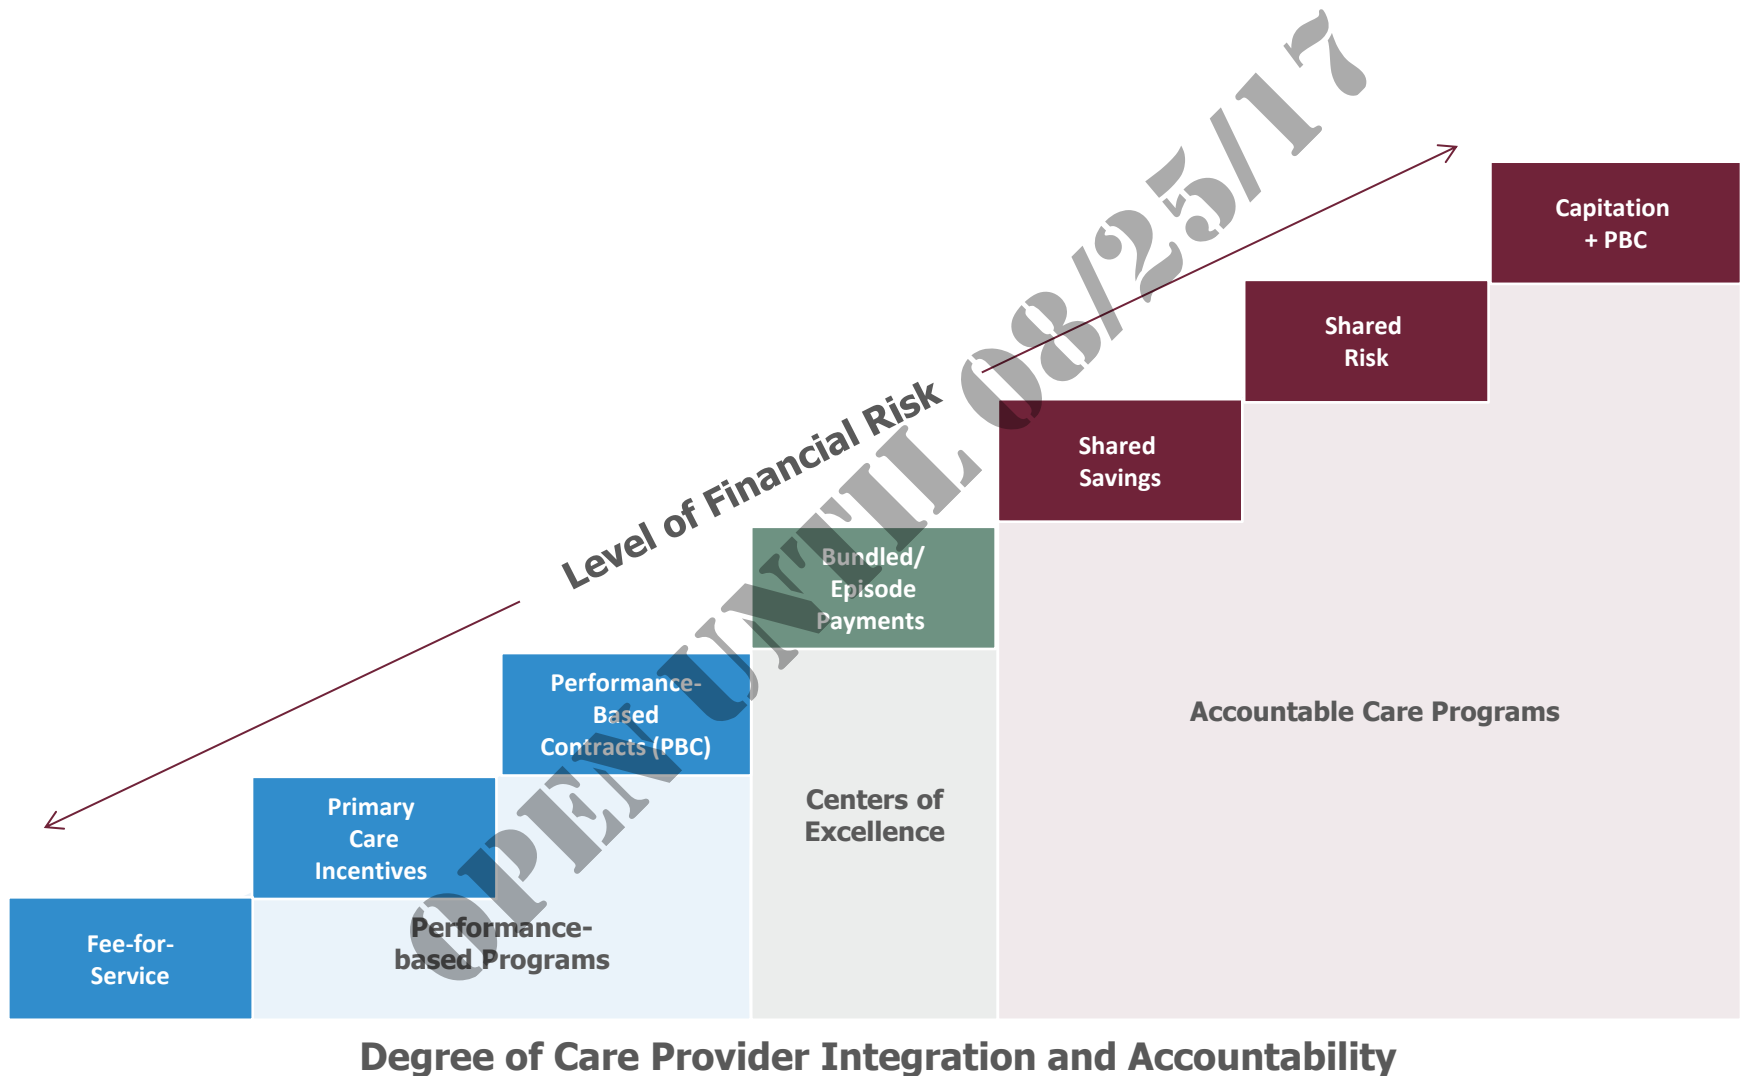 OPEN UNTIL 08/25/17
Level of Financial Risk
Capitation
+ PBC
Shared
Risk
Shared
Savings
Bundled/
Episode
Payments
Performance-
Based
Contracts (PBC)
Primary
Care
Incentives
Fee-for-
Service
Performance-
based Programs
Centers of
Excellence
Accountable Care Programs
Degree of Care Provider Integration and Accountability